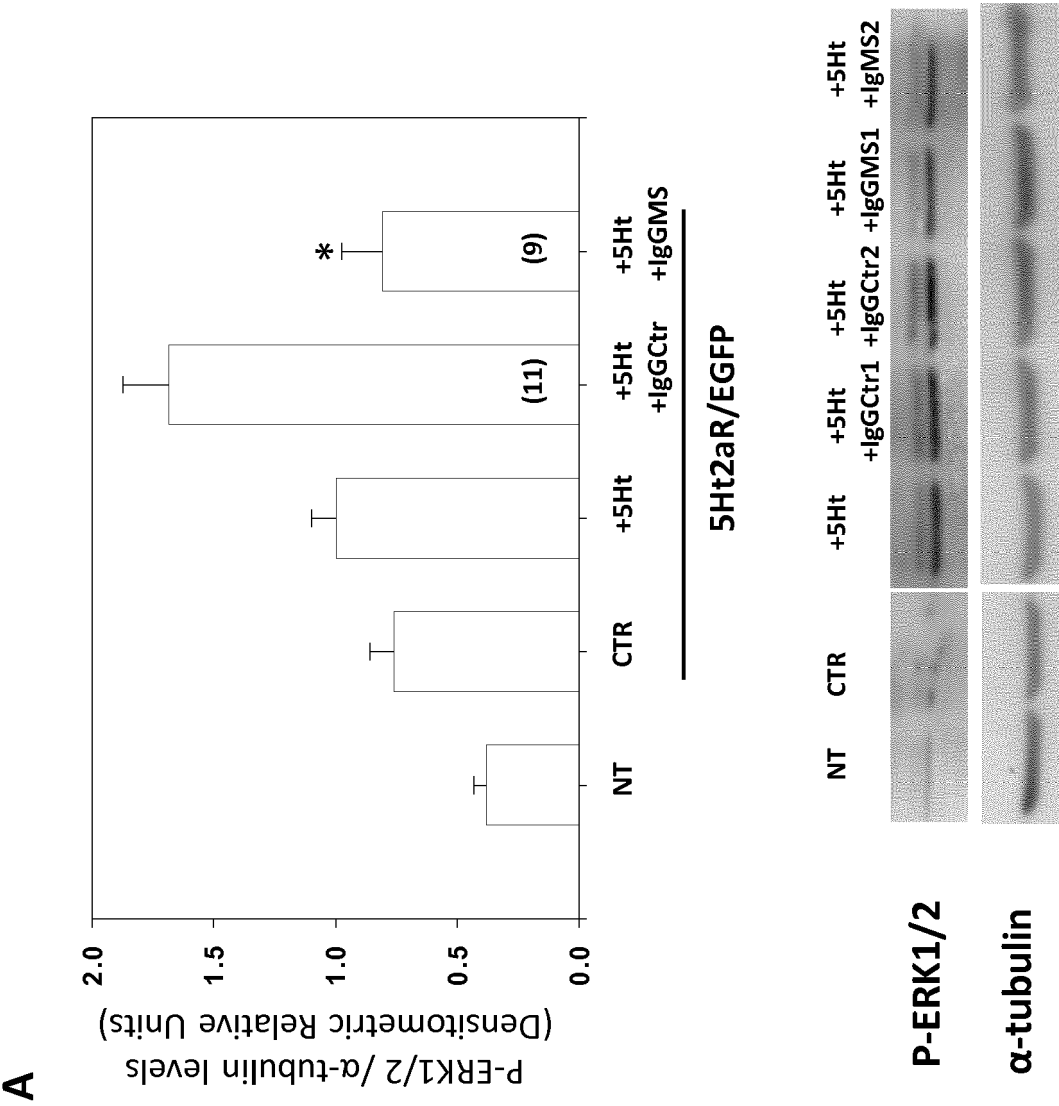 A
P-ERK1/2 /α-tubulin levels
(Densitometric Relative Units)
2.0
1.5
1.0
0.5
0.0
*
(11)
(9)
NT
CTR
+5Ht
+5Ht
+IgGCtr
+5Ht
+IgGMS
5Ht2aR/EGFP
NT
CTR
+5Ht
+5Ht
+IgGCtr1
+5Ht
+IgGCtr2
+5Ht
+IgGMS1
+5Ht
+IgMS2
P-ERK1/2
α-tubulin